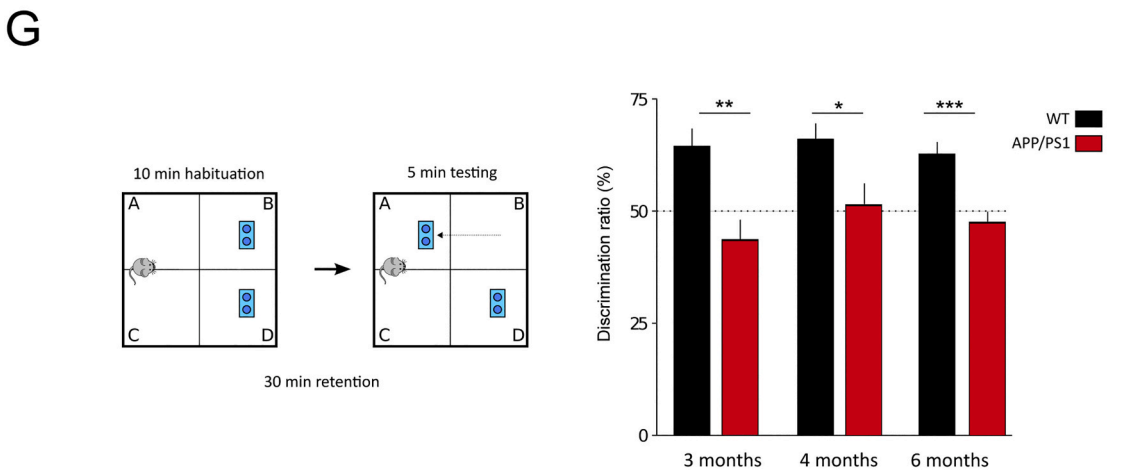 G
10 min habituation
A
B
C
D
5 min testing
A
B
C
D
30 min retention
Discrimination ratio (%)
75
50
25
0
**
*
***
WT
APP/PS1
3 months
4 months
6 months